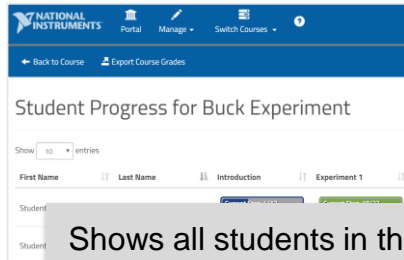 NATIONAL INSTRUMENTS
Portal Manage Switch Courses ?
Back to Course Export Course Grades
Student Progress for Buck Experiment
Show 10 entries
First Name Last Name Introduction Experiment 1
Student
Student
Shows all students in th